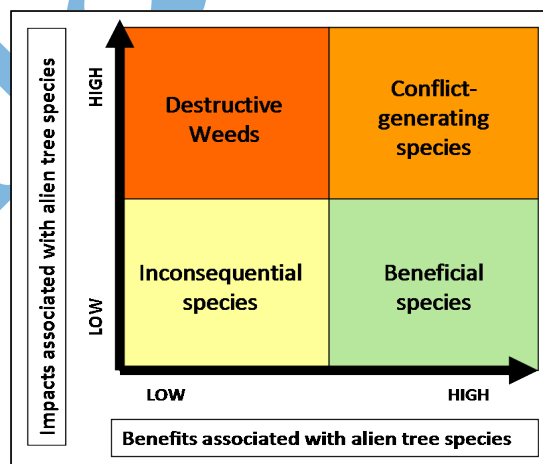 Impacts associated with alien tree species
HIGH
LOW
Destructive
Weeds
Conflict-
generating
species
Inconsequential
species
Beneficial
species
LOW
HIGH
Benefits associated with alien tree species